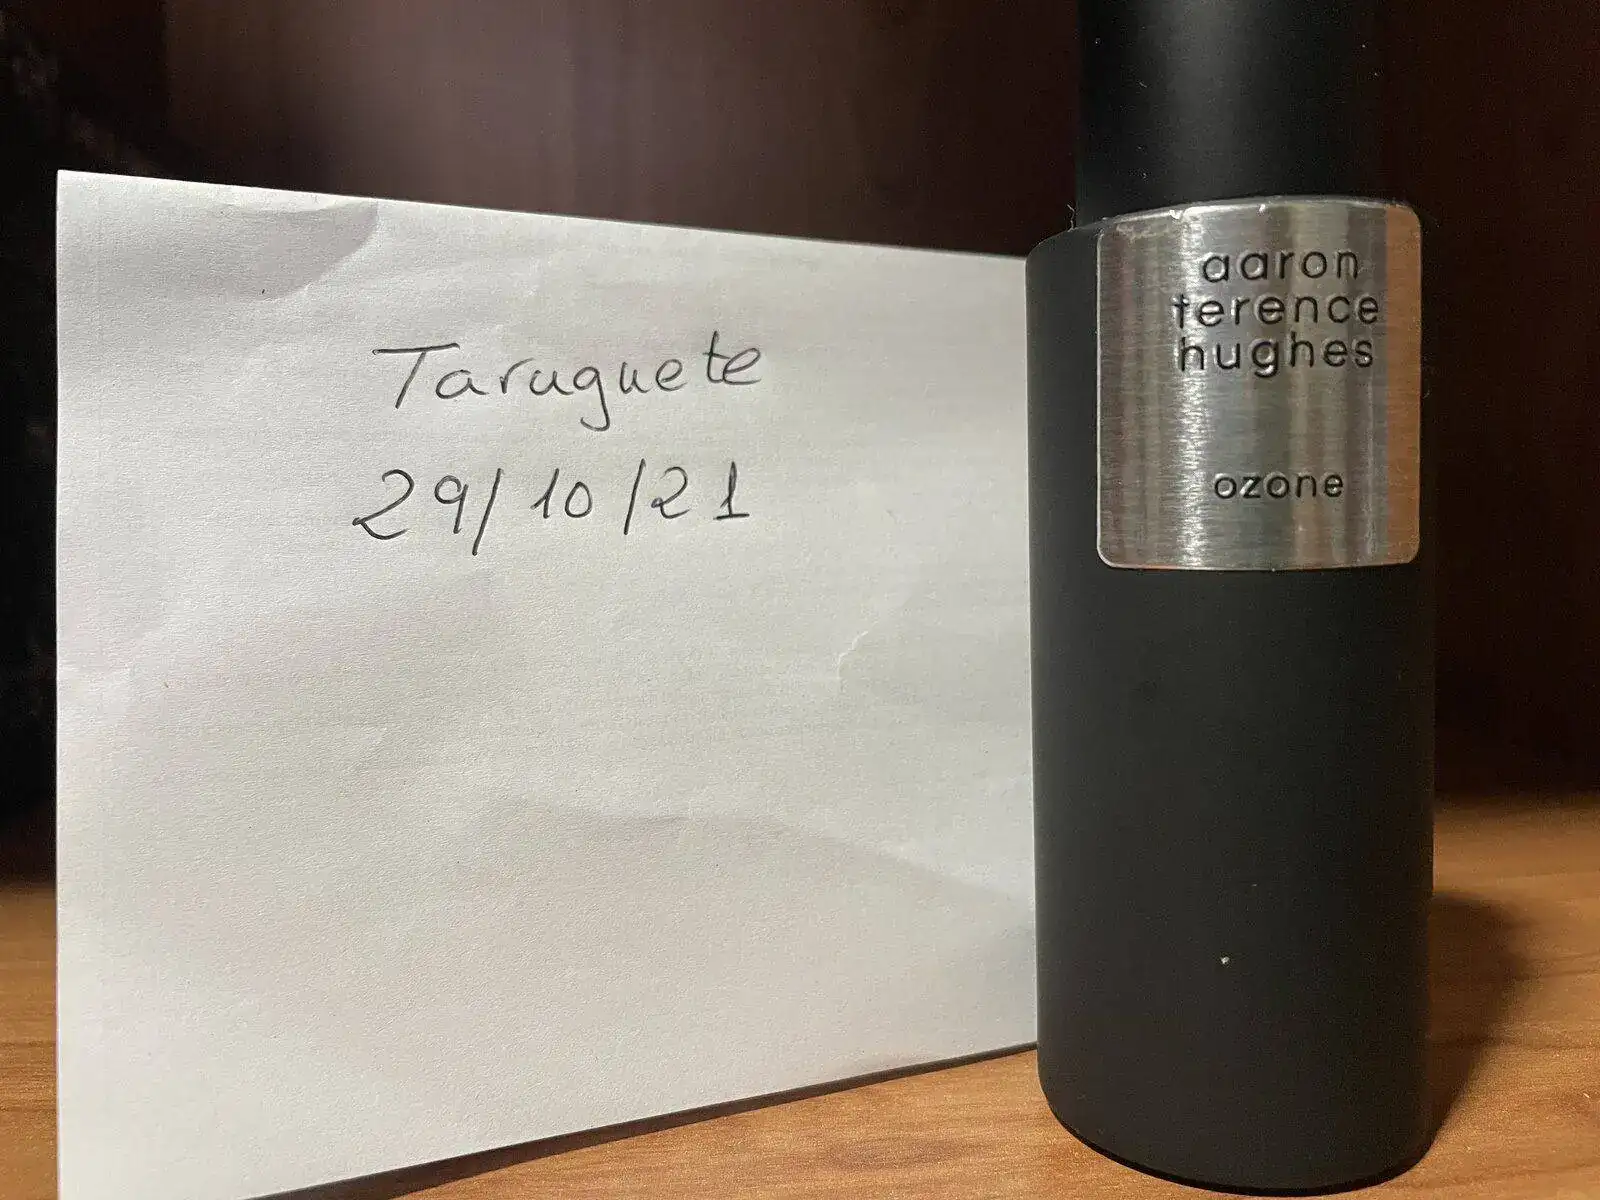 Taruguete
29/10/21
aaron
terence
hughes
ozone